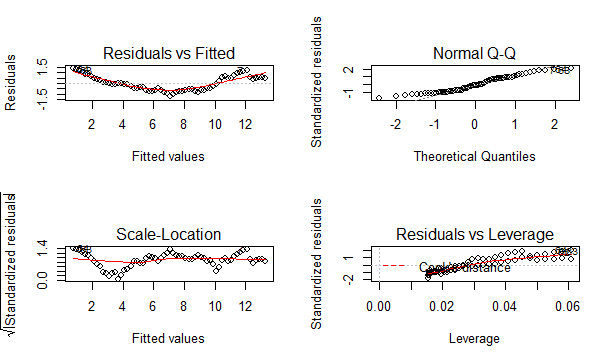 Residuals vs Fitted
Residuals
1.5
-1.5
2 4 6 8 10 12
Fitted values
Normal Q-Q
Standardized residuals
2
-1
-2 -1 0 1 2
Theoretical Quantiles
Scale-Location
√|Standardized residuals|
1.4
0.0
2 4 6 8 10 12
Fitted values
Residuals vs Leverage
Standardized residuals
1
-2
Cook's distance
0.00 0.02 0.04 0.06
Leverage